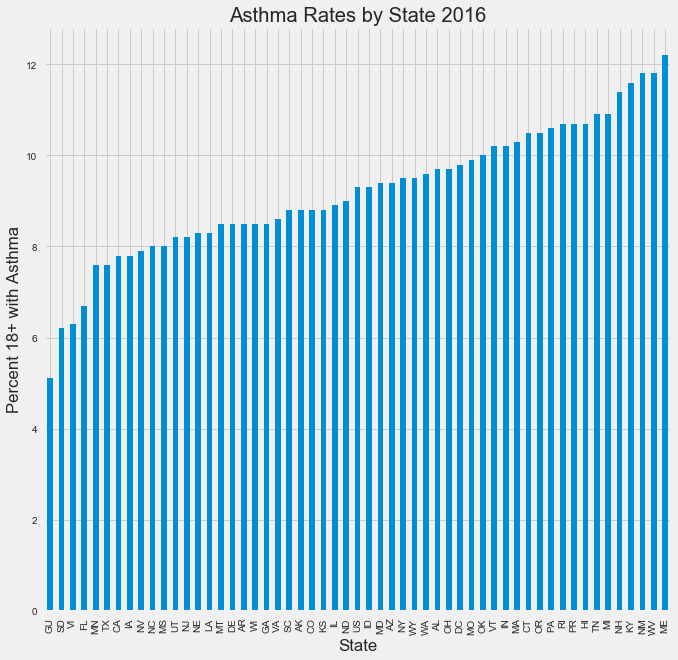 Asthma Rates by State 2016
Percent 18+ with Asthma
12
10
8
6
4
2
0
GU SD VI FL MN TX CA IA NV NC MS UT NJ NE LA MT DE AR WI GA VA SC AK CO KS IL ND US ID MD AZ NY WY WA AL OH DC MO OK VT IN MA CT OR PA RI PR HI TN MI NH KY NM WV ME
State